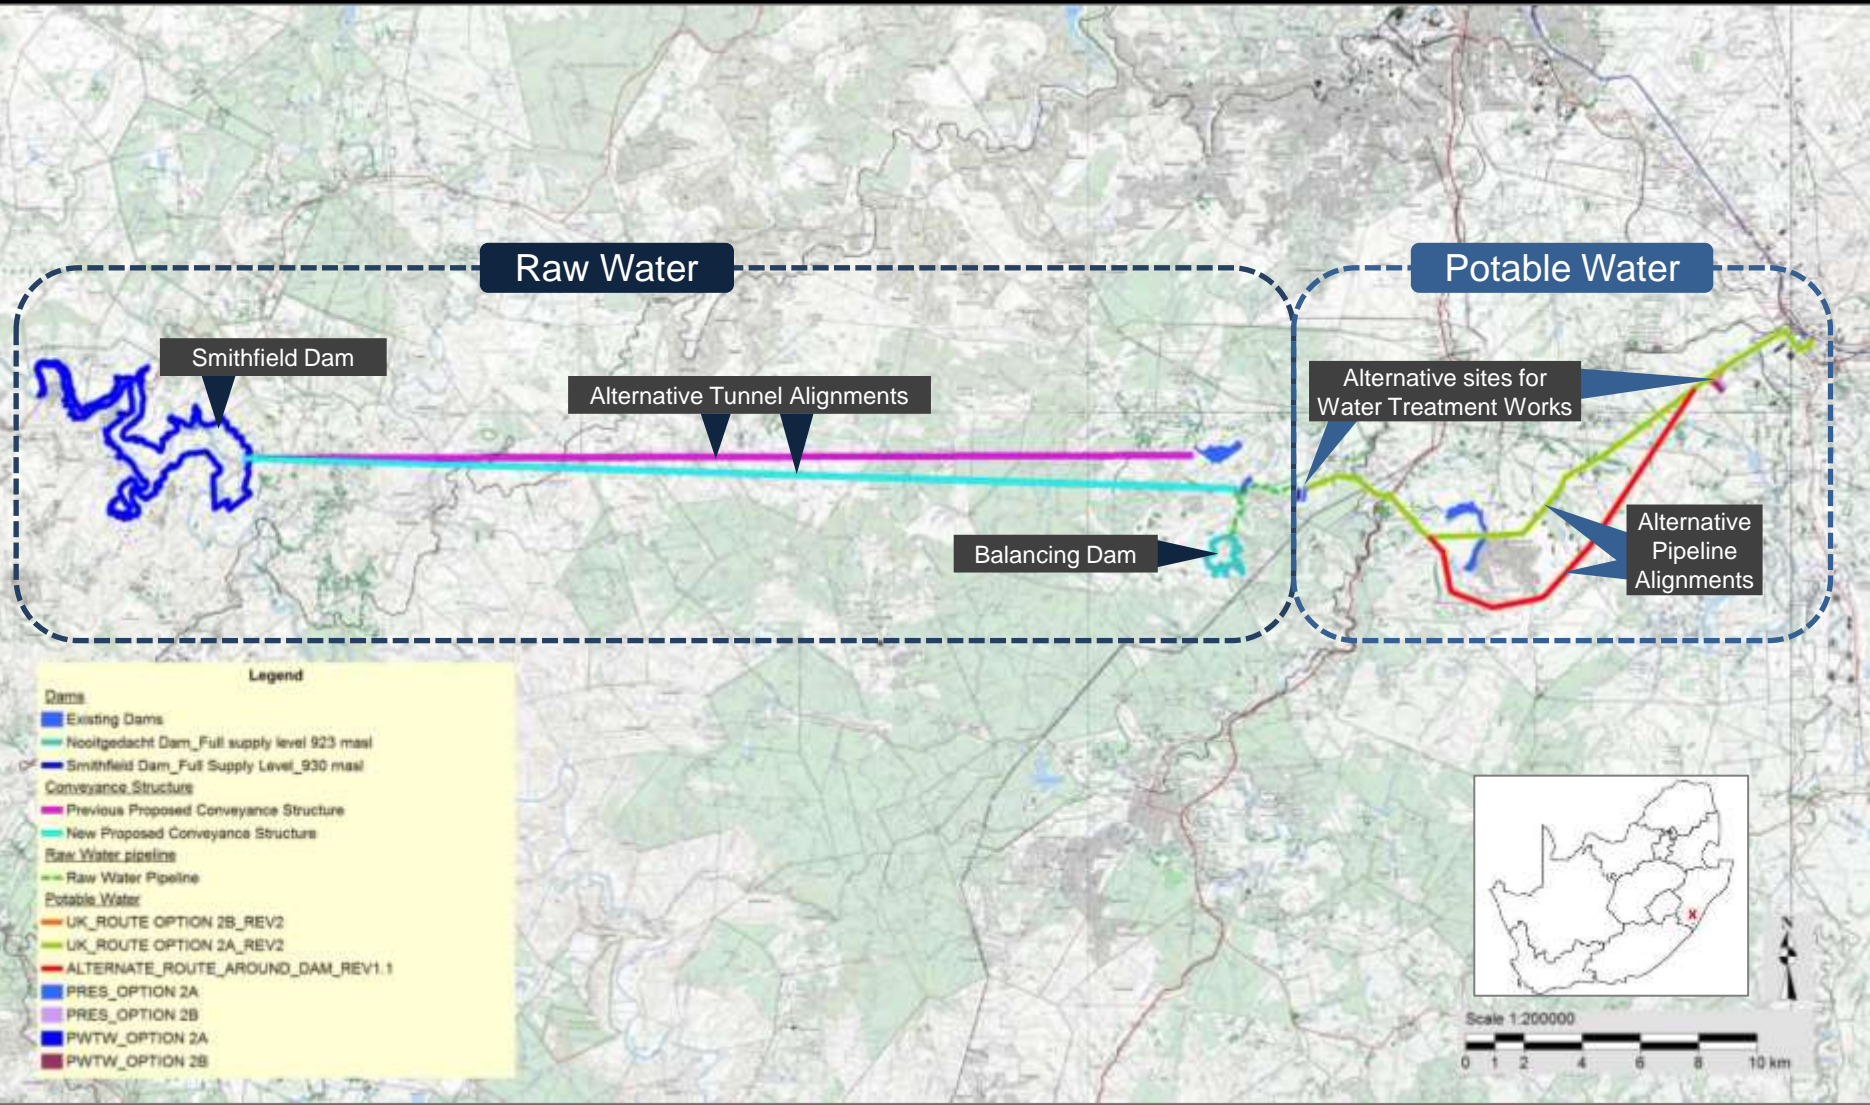 Raw Water
Potable Water
Smithfield Dam
Alternative Tunnel Alignments
Alternative sites for
Water Treatment Works
Balancing Dam
Alternative
Pipeline
Alignments
Legend
Dams
Existing Dams
Nooitgedacht Dam_Full supply level 923 masl
Smithfield Dam_Full Supply Level_930 masl
Conveyance Structure
Previous Proposed Conveyance Structure
New Proposed Conveyance Structure
Raw Water pipeline
Raw Water Pipeline
Potable Water
UK_ROUTE OPTION 2B_REV2
UK_ROUTE OPTION 2A_REV2
ALTERNATE_ROUTE_AROUND_DAM_REV1.1
PRES_OPTION 2A
PRES_OPTION 2B
PWTW_OPTION 2A
PWTW_OPTION 2B
X
N
Scale 1:200000
0 1 2 4 6 8 10 km